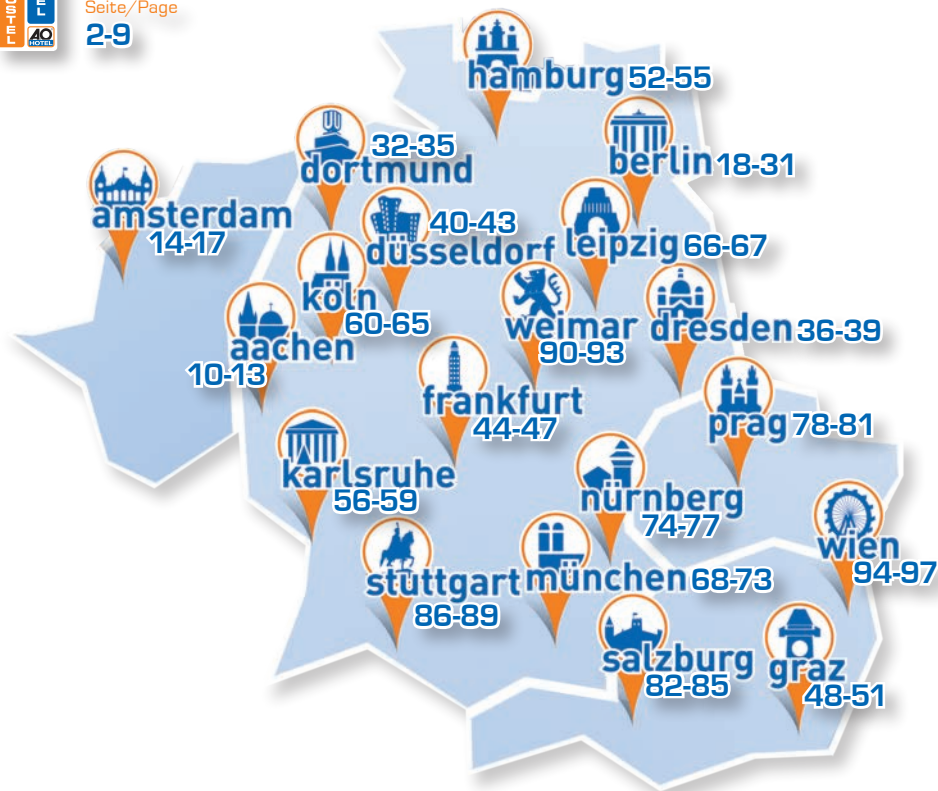 Seite/Page
2-9
AO
HOTEL
hamburg 52-55
berlin 18-31
32-35
dortmund
amsterdam
14-17
40-43
düsseldorf
leipzig 66-67
köln
60-65
weimar
90-93
dresden 36-39
aachen
10-13
frankfurt
44-47
prag 78-81
karlsruhe
56-59
nürnberg
74-77
wien
94-97
stuttgart
86-89
münchen 68-73
salzburg
82-85
graz
48-51